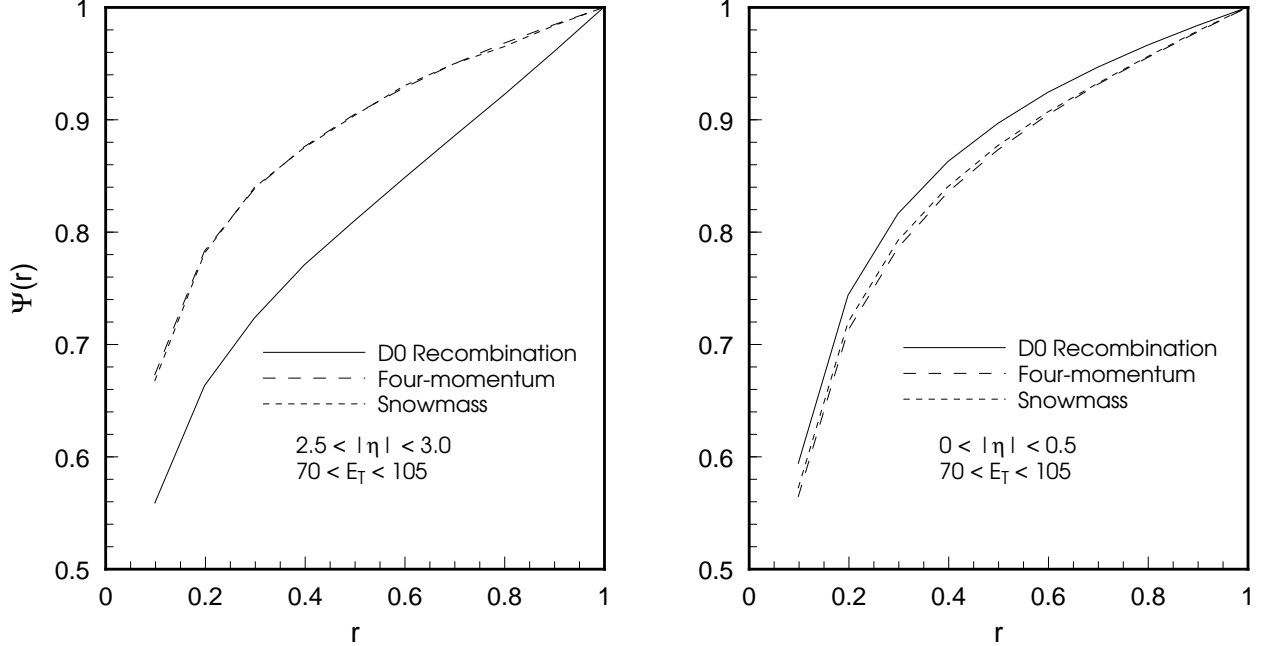 1
0.9
0.8
0.7
0.6
0.5
Ψ(r)
D0 Recombination
Four-momentum
Snowmass
2.5 < |η| < 3.0
70 < E_T < 105
0 0.2 0.4 0.6 0.8 1
r
1
0.9
0.8
0.7
0.6
0.5
D0 Recombination
Four-momentum
Snowmass
0 < |η| < 0.5
70 < E_T < 105
0 0.2 0.4 0.6 0.8 1
r